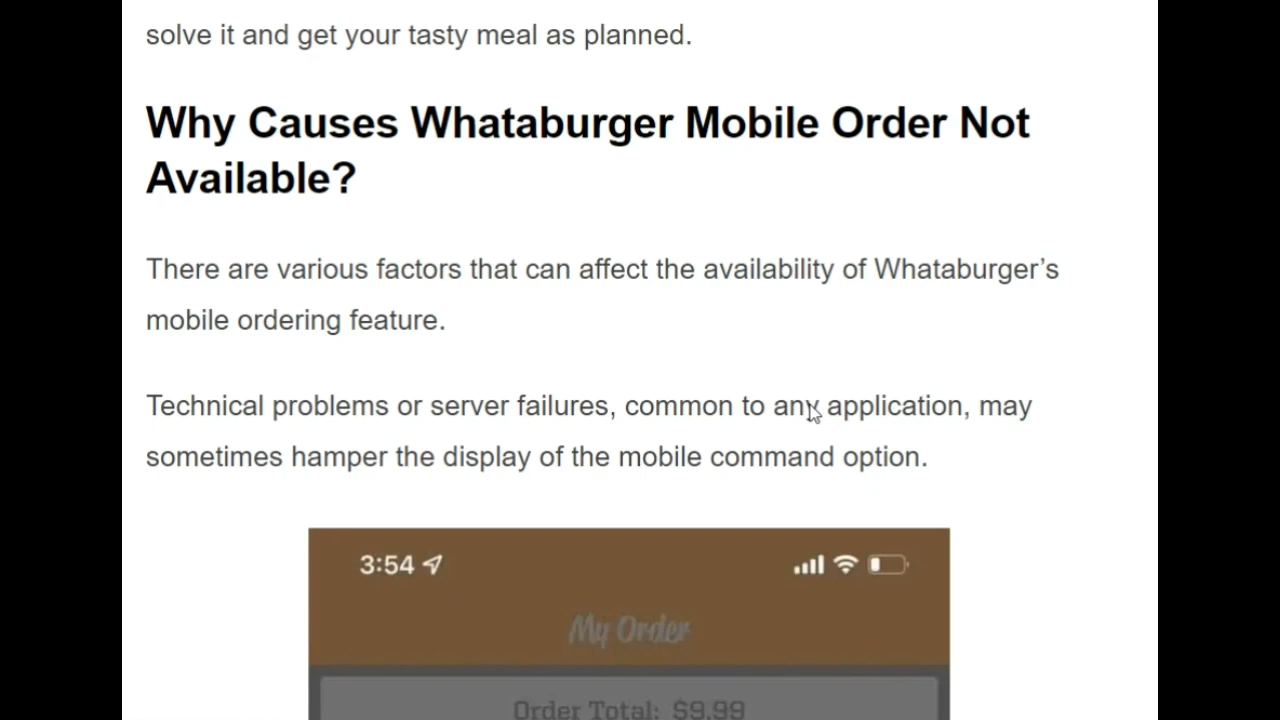 solve it and get your tasty meal as planned.
Why Causes Whataburger Mobile Order Not
Available?
There are various factors that can affect the availability of Whataburger’s
mobile ordering feature.
Technical problems or server failures, common to any application, may
sometimes hamper the display of the mobile command option.
3:54
My Order
Order Total: $9.99